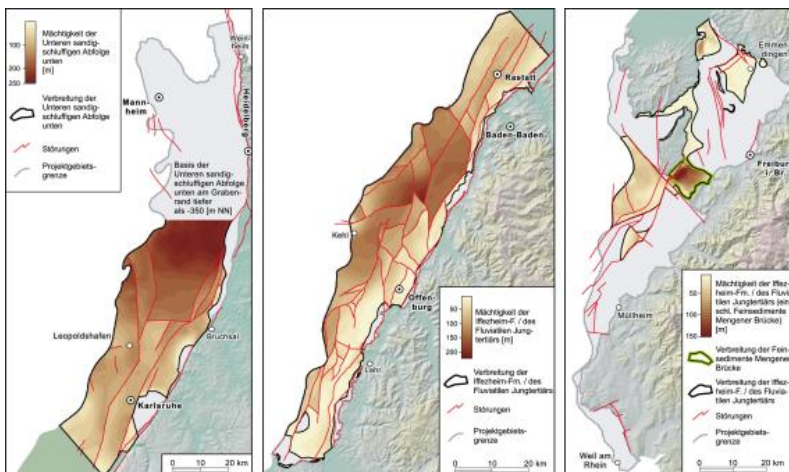 Mächtigkeit der
Unteren sandig-
schluffigen Abfolge
unten
[m]
100
200
250
Verbreitung der
Unteren sandig-
schluffigen Abfolge
unten
Störungen
Projektgebiets-
grenze
Wein-
heim
Mann-
heim
Heidelberg
Basis der
Unteren sandig-
schluffigen Abfolge
unten am Graben-
rand tiefer
als -350 [m NN]
Leopoldshafen
Bruchsal
Karlsruhe
0
10
20 km
Rastatt
Baden-Baden
Kehl
Offen-
burg
Lahr
50
100
150
200
Mächtigkeit der
Iffezheim-F. / des
Fluviatilen Jung-
tertiärs [m]
Verbreitung der
Iffezheim-Fm. / des
Fluviatilen Jungtertiärs
Störungen
Projektgebiets-
grenze
0
10
20 km
Emmen-
dingen
Freiburg
i. Br.
Müllheim
Weil am
Rhein
50
100
150
Mächtigkeit der Iffez-
heim-Fm. / des Fluvia-
tilen Jungtertiärs (ein-
schl. Feinsedimente
Mengener Brücke)
[m]
Verbreitung der Fein-
sedimente Mengener
Brücke
Verbreitung der Iffez-
heim-F. / des Fluvia-
tilen Jungtertiärs
Störungen
Projektgebiets-
grenze
0
10
20 km